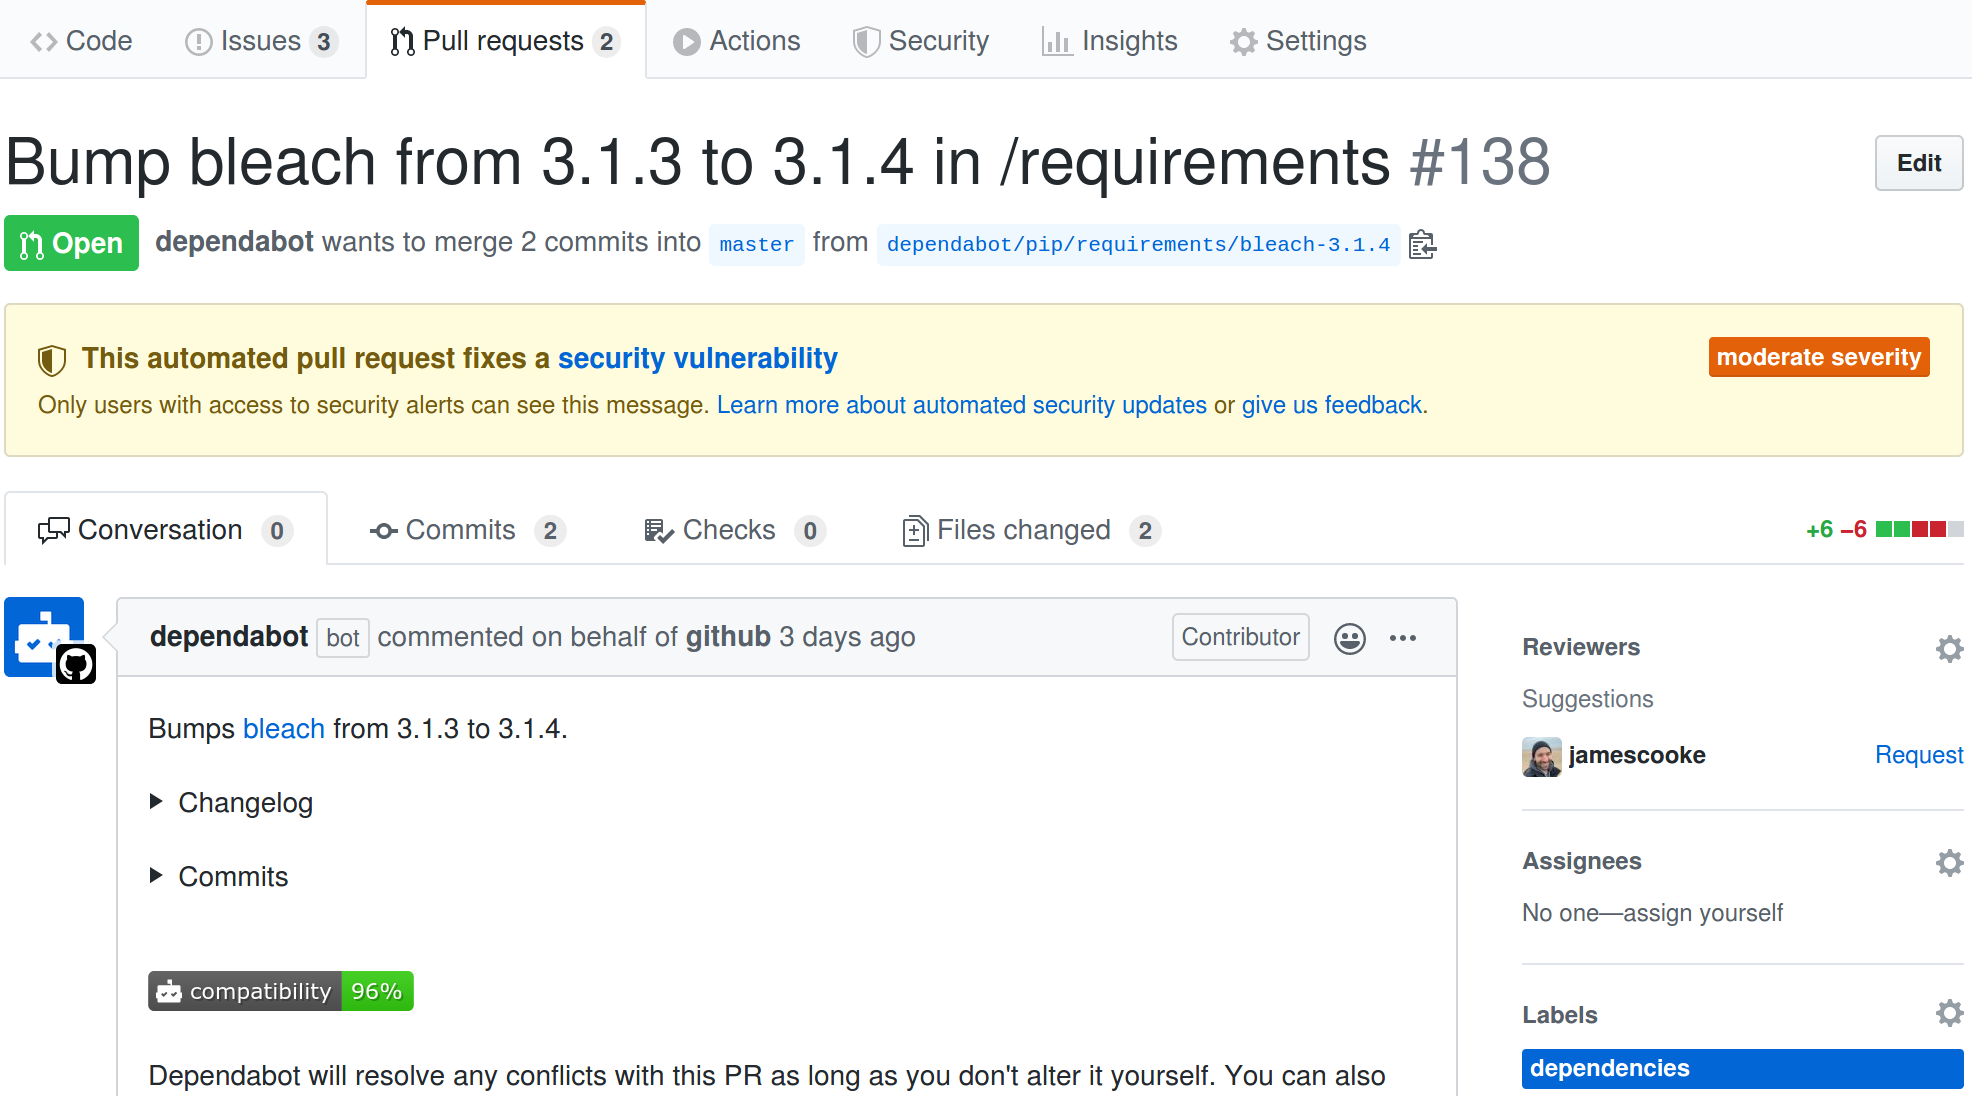 Code Issues 3 Pull requests 2 Actions Security Insights Settings
Bump bleach from 3.1.3 to 3.1.4 in /requirements #138
Edit
Open dependabot wants to merge 2 commits into master from dependabot/pip/requirements/bleach-3.1.4
This automated pull request fixes a security vulnerability
moderate severity
Only users with access to security alerts can see this message. Learn more about automated security updates or give us feedback.
Conversation 0 Commits 2 Checks 0 Files changed 2 +6 −6
dependabot bot commented on behalf of github 3 days ago Contributor
Bumps bleach from 3.1.3 to 3.1.4.
Changelog
Commits
compatibility 96%
Dependabot will resolve any conflicts with this PR as long as you don't alter it yourself. You can also
Reviewers
Suggestions
jamescooke Request
Assignees
No one—assign yourself
Labels
dependencies